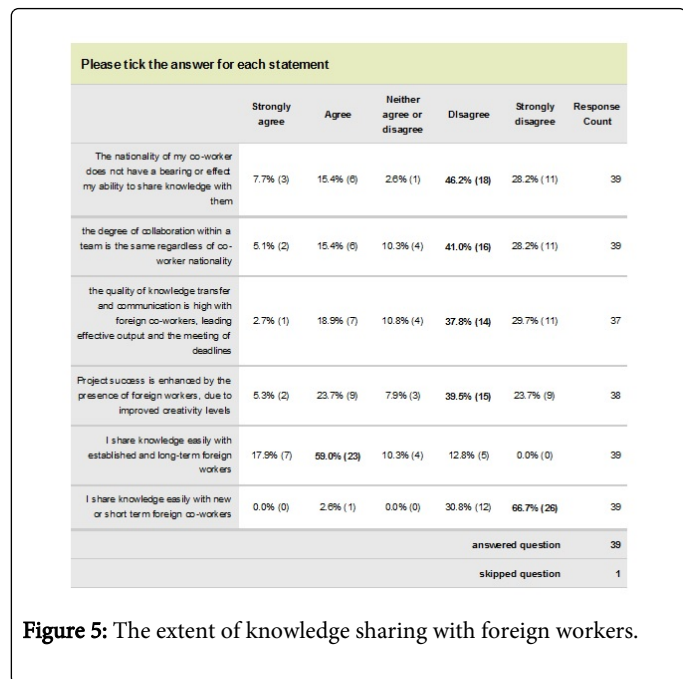 Please tick the answer for each statement
Strongly agree
Agree
Neither agree or disagree
DIsagree
Strongly disagree
Response Count
The nationality of my co-worker
does not have a bearing or effect
my ability to share knowledge with
them
7.7% (3) 15.4% (6) 2.6% (1) 46.2% (18) 28.2% (11) 39
the degree of collaboration within a
team is the same regardless of co-
worker nationality
5.1% (2) 15.4% (6) 10.3% (4) 41.0% (16) 28.2% (11) 39
the quality of knowledge transfer
and communication is high with
foreign co-workers, leading
effective output and the meeting of
deadlines
2.7% (1) 18.9% (7) 10.8% (4) 37.8% (14) 29.7% (11) 37
Project success is enhanced by the
presence of foreign workers, due to
improved creativity levels
5.3% (2) 23.7% (9) 7.9% (3) 39.5% (15) 23.7% (9) 38
I share knowledge easily with
established and long-term foreign
workers
17.9% (7) 59.0% (23) 10.3% (4) 12.8% (5) 0.0% (0) 39
I share knowledge easily with new
or short term foreign co-workers
0.0% (0) 2.6% (1) 0.0% (0) 30.8% (12) 66.7% (26) 39
answered question 39
skipped question 1
Figure 5: The extent of knowledge sharing with foreign workers.